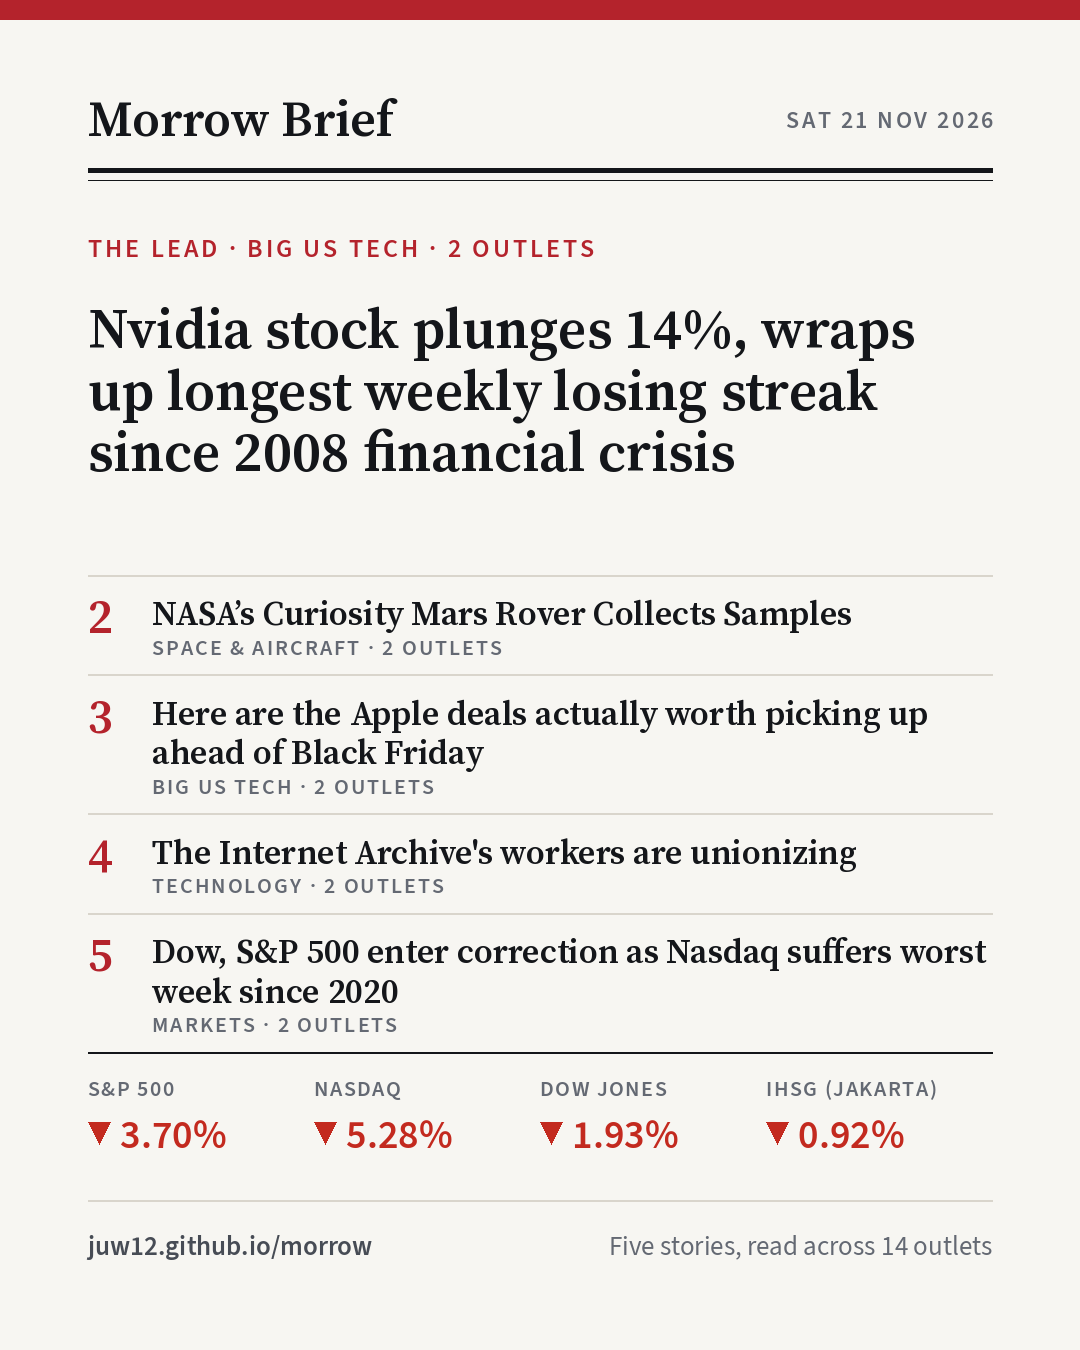 Morrow Brief
SAT 21 NOV 2026
THE LEAD · BIG US TECH · 2 OUTLETS
Nvidia stock plunges 14%, wraps
up longest weekly losing streak
since 2008 financial crisis
2
NASA’s Curiosity Mars Rover Collects Samples
SPACE & AIRCRAFT · 2 OUTLETS
3
Here are the Apple deals actually worth picking up
ahead of Black Friday
BIG US TECH · 2 OUTLETS
4
The Internet Archive's workers are unionizing
TECHNOLOGY · 2 OUTLETS
5
Dow, S&P 500 enter correction as Nasdaq suffers worst
week since 2020
MARKETS · 2 OUTLETS
S&P 500
▼ 3.70%
NASDAQ
▼ 5.28%
DOW JONES
▼ 1.93%
IHSG (JAKARTA)
▼ 0.92%
juw12.github.io/morrow
Five stories, read across 14 outlets